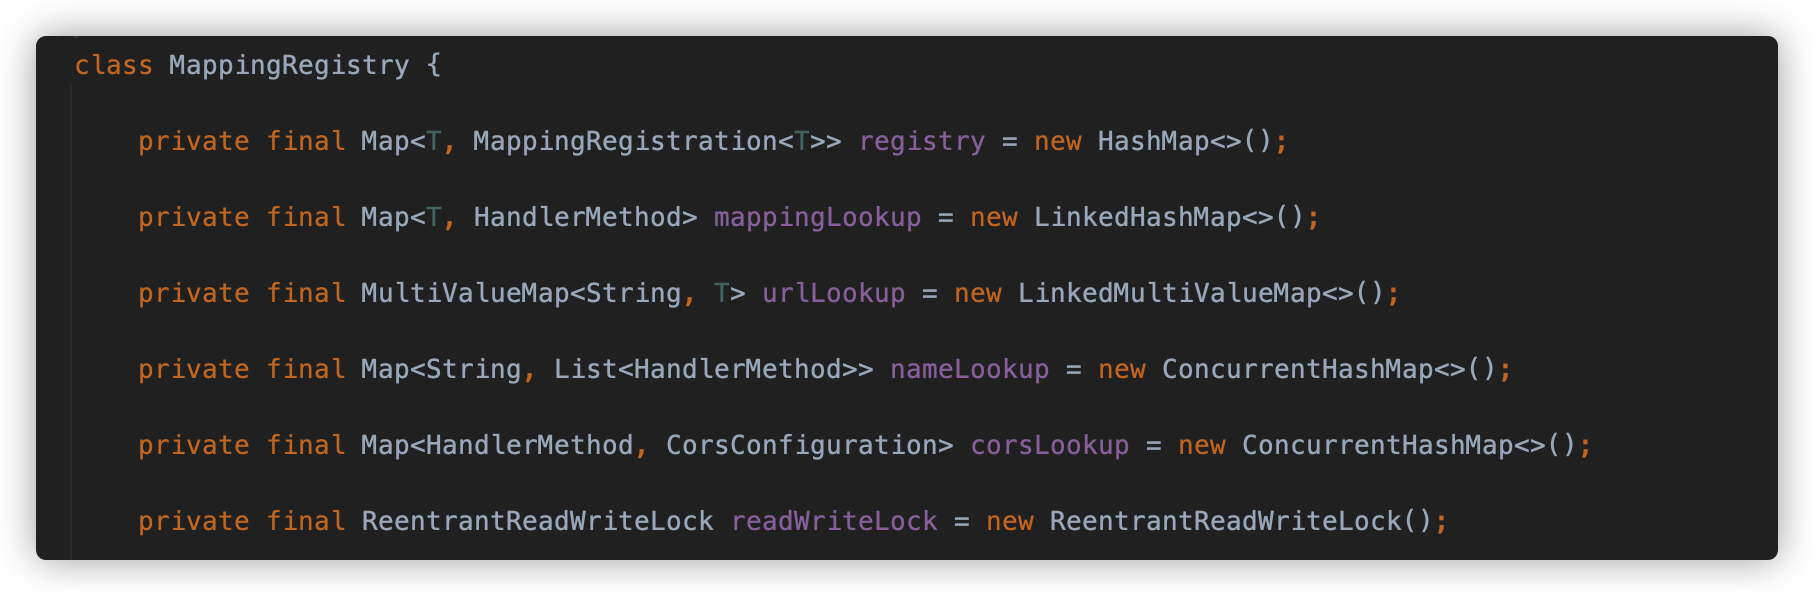 class MappingRegistry {
private final Map<T, MappingRegistration<T>> registry = new HashMap<>();
private final Map<T, HandlerMethod> mappingLookup = new LinkedHashMap<>();
private final MultiValueMap<String, T> urlLookup = new LinkedMultiValueMap<>();
private final Map<String, List<HandlerMethod>> nameLookup = new ConcurrentHashMap<>();
private final Map<HandlerMethod, CorsConfiguration> corsLookup = new ConcurrentHashMap<>();
private final ReentrantReadWriteLock readWriteLock = new ReentrantReadWriteLock();